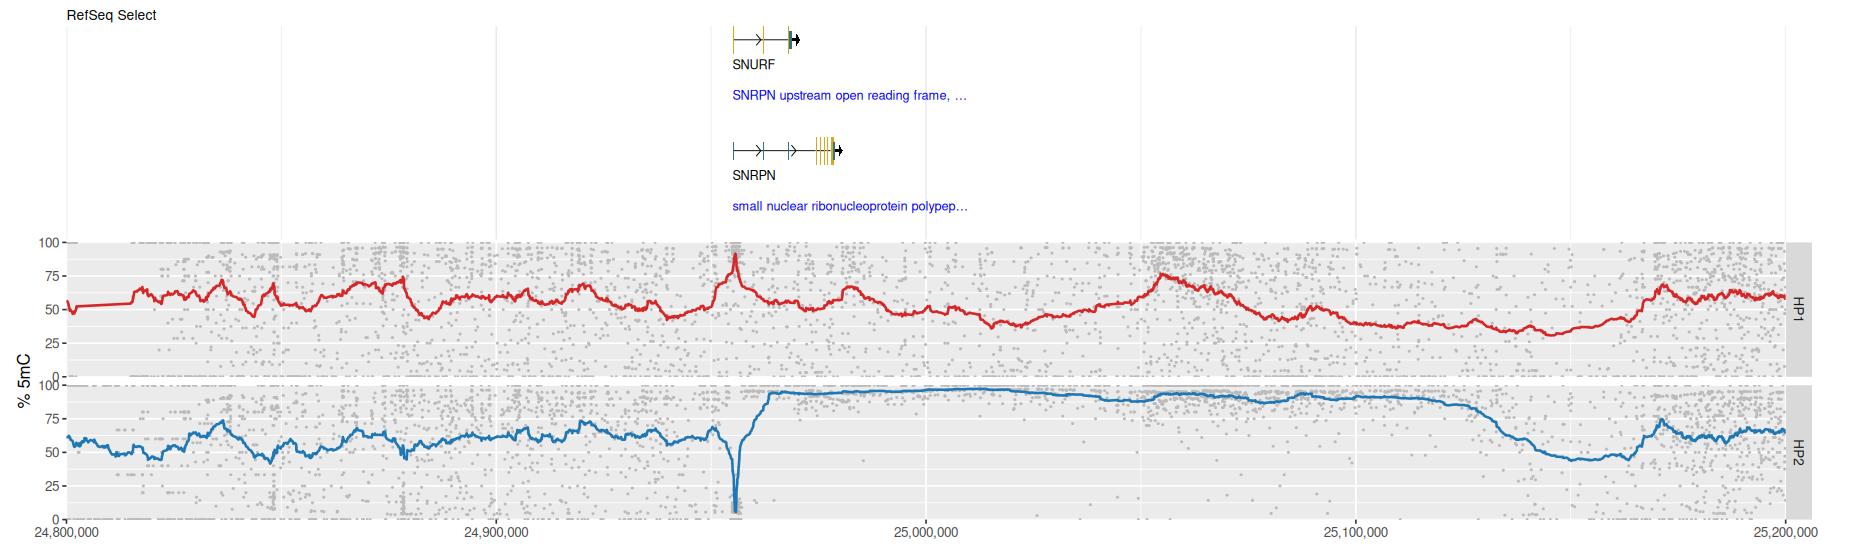 RefSeq Select
SNURF
SNRPN upstream open reading frame, …
SNRPN
small nuclear ribonucleoprotein polypep…
% 5mC
100
75
50
25
0
HP1
100
75
50
25
0
HP2
24,800,000
24,900,000
25,000,000
25,100,000
25,200,000